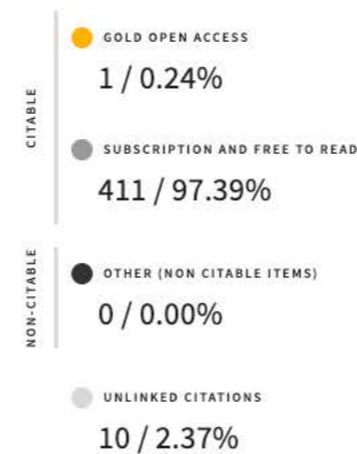 CITABLE
GOLD OPEN ACCESS
1 / 0.24%
SUBSCRIPTION AND FREE TO READ
411 / 97.39%
NON-CITABLE
OTHER (NON CITABLE ITEMS)
0 / 0.00%
UNLINKED CITATIONS
10 / 2.37%